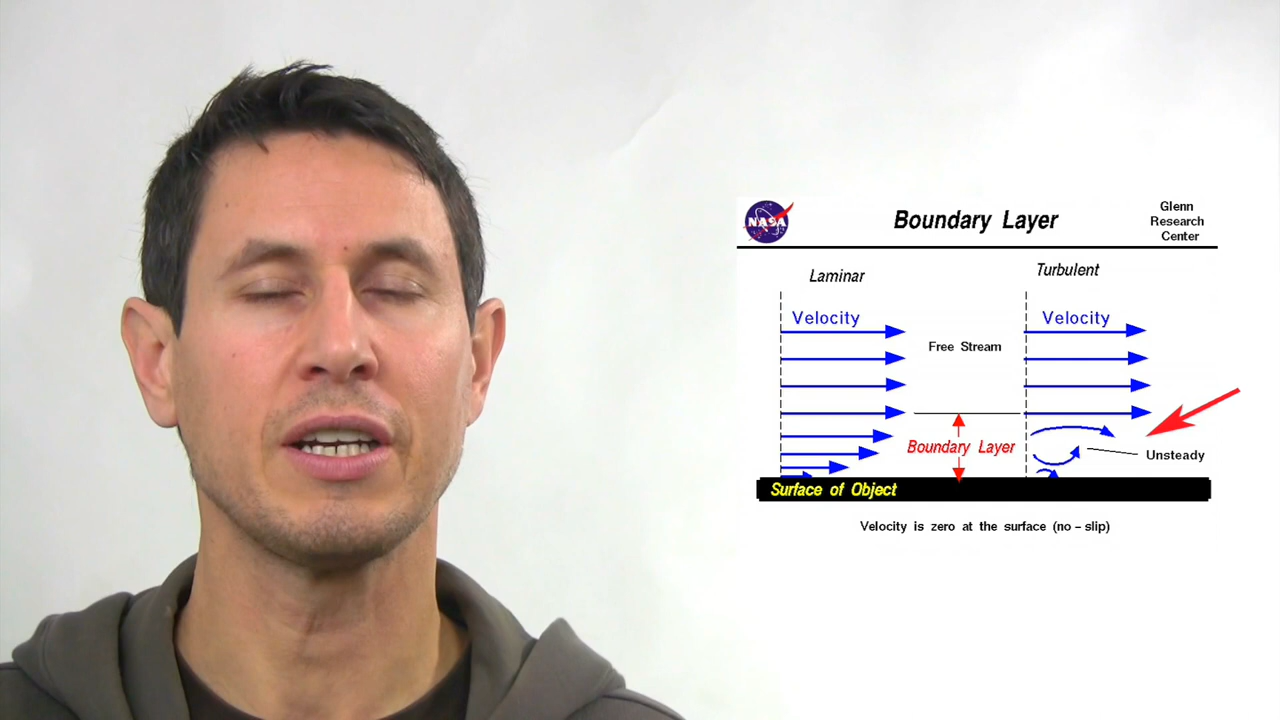 NASA
Boundary Layer
Glenn
Research
Center
Laminar
Turbulent
Velocity
Velocity
Free Stream
Boundary Layer
Unsteady
Surface of Object
Velocity is zero at the surface (no – slip)